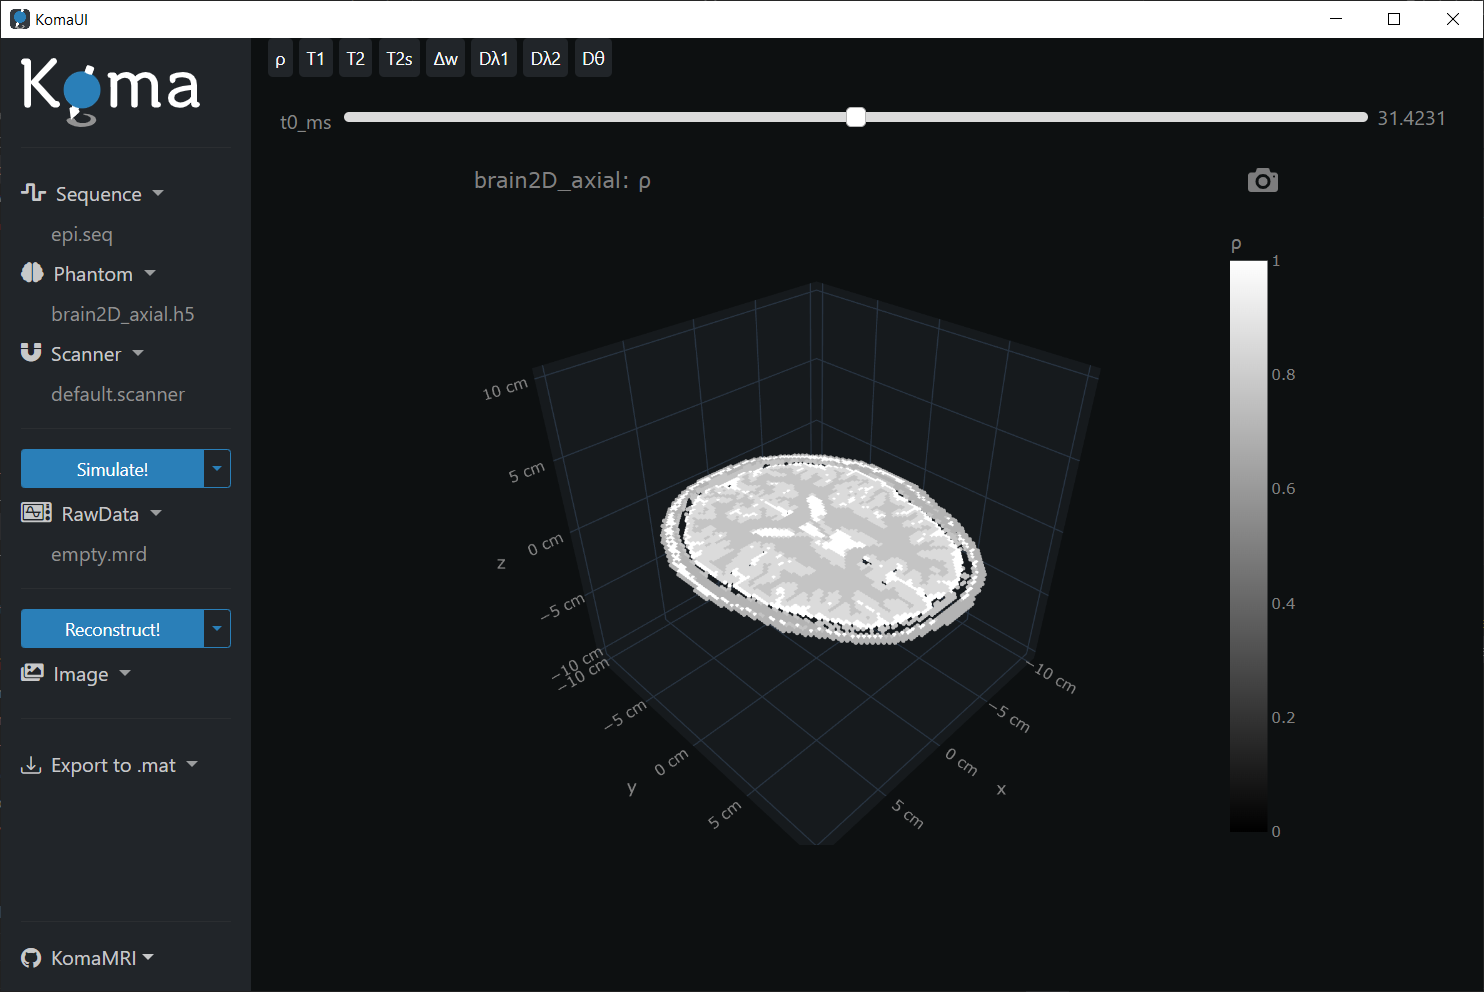 KomaUI
Koma
Sequence
epi.seq
Phantom
brain2D_axial.h5
Scanner
default.scanner
Simulate!
RawData
empty.mrd
Reconstruct!
Image
Export to .mat
KomaMRI
ρ T1 T2 T2s Δw Dλ1 Dλ2 Dθ
t0_ms 31.4231
brain2D_axial: ρ
ρ
1
0.8
0.6
0.4
0.2
0
10 cm
5 cm
0 cm
z
−5 cm
−10 cm
−10 cm
−5 cm
0 cm
y
5 cm
−10 cm
−5 cm
0 cm
x
5 cm